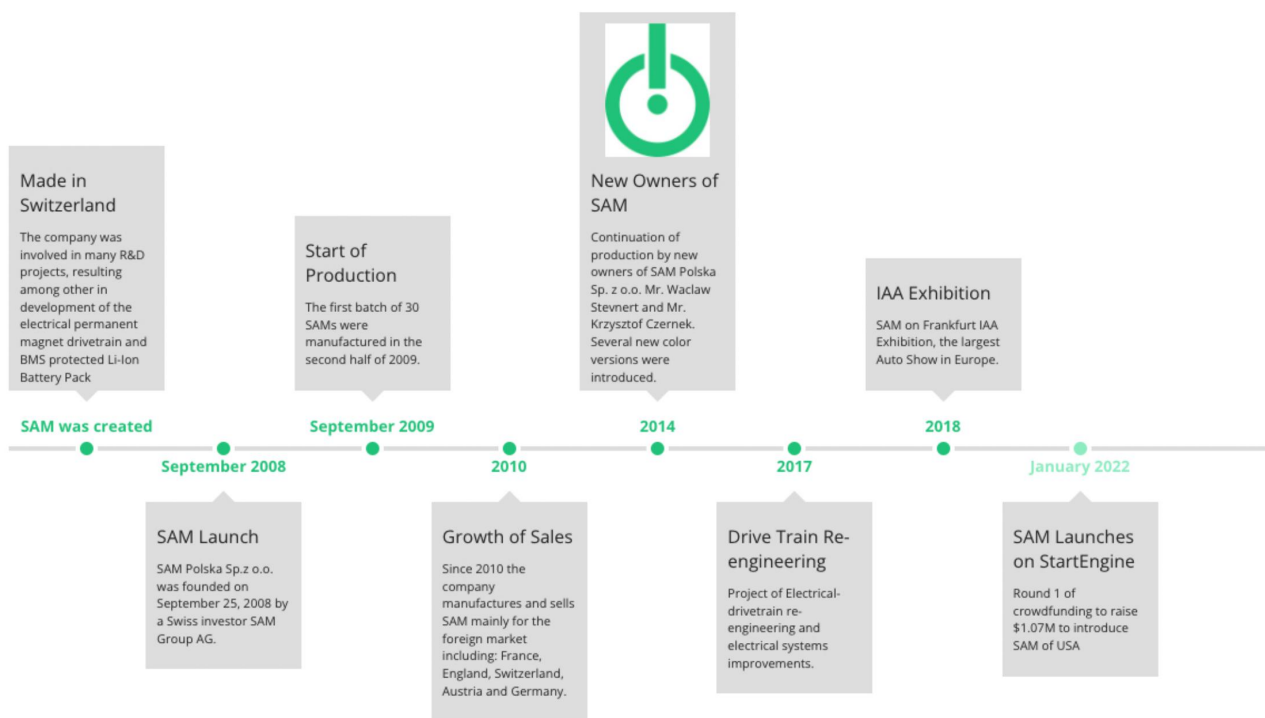 Made in
Switzerland
The company was
involved in many R&D
projects, resulting
among other in
development of the
electrical permanent
magnet drivetrain and
BMS protected Li-Ion
Battery Pack
SAM was created
September 2008
SAM Launch
SAM Polska Sp.z o.o.
was founded on
September 25, 2008 by
a Swiss investor SAM
Group AG.
Start of
Production
The first batch of 30
SAMs were
manufactured in the
second half of 2009.
September 2009
2010
Growth of Sales
Since 2010 the
company
manufactures and sells
SAM mainly for the
foreign market
including: France,
England, Switzerland,
Austria and Germany.
New Owners of
SAM
Continuation of
production by new
owners of SAM Polska
Sp. z o.o. Mr. Waclaw
Stevnert and Mr.
Krzysztof Czernek.
Several new color
versions were
introduced.
2014
2017
Drive Train Re-
engineering
Project of Electrical-
drivetrain re-
engineering and
electrical systems
improvements.
IAA Exhibition
SAM on Frankfurt IAA
Exhibition, the largest
Auto Show in Europe.
2018
January 2022
SAM Launches
on StartEngine
Round 1 of
crowdfunding to raise
$1.07M to introduce
SAM of USA